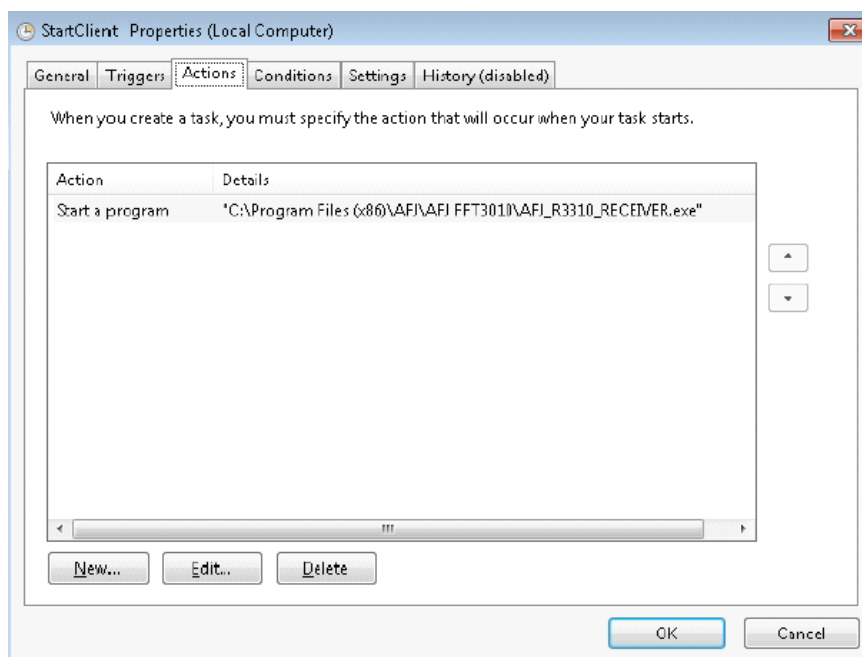 StartClient Properties (Local Computer)
General Triggers Actions Conditions Settings History (disabled)
When you create a task, you must specify the action that will occur when your task starts.
Action Details
Start a program "C:\Program Files (x86)\AFJ\AFJ FFT3010\AFJ_R3310_RECEIVER.exe"
New... Edit... Delete
OK Cancel